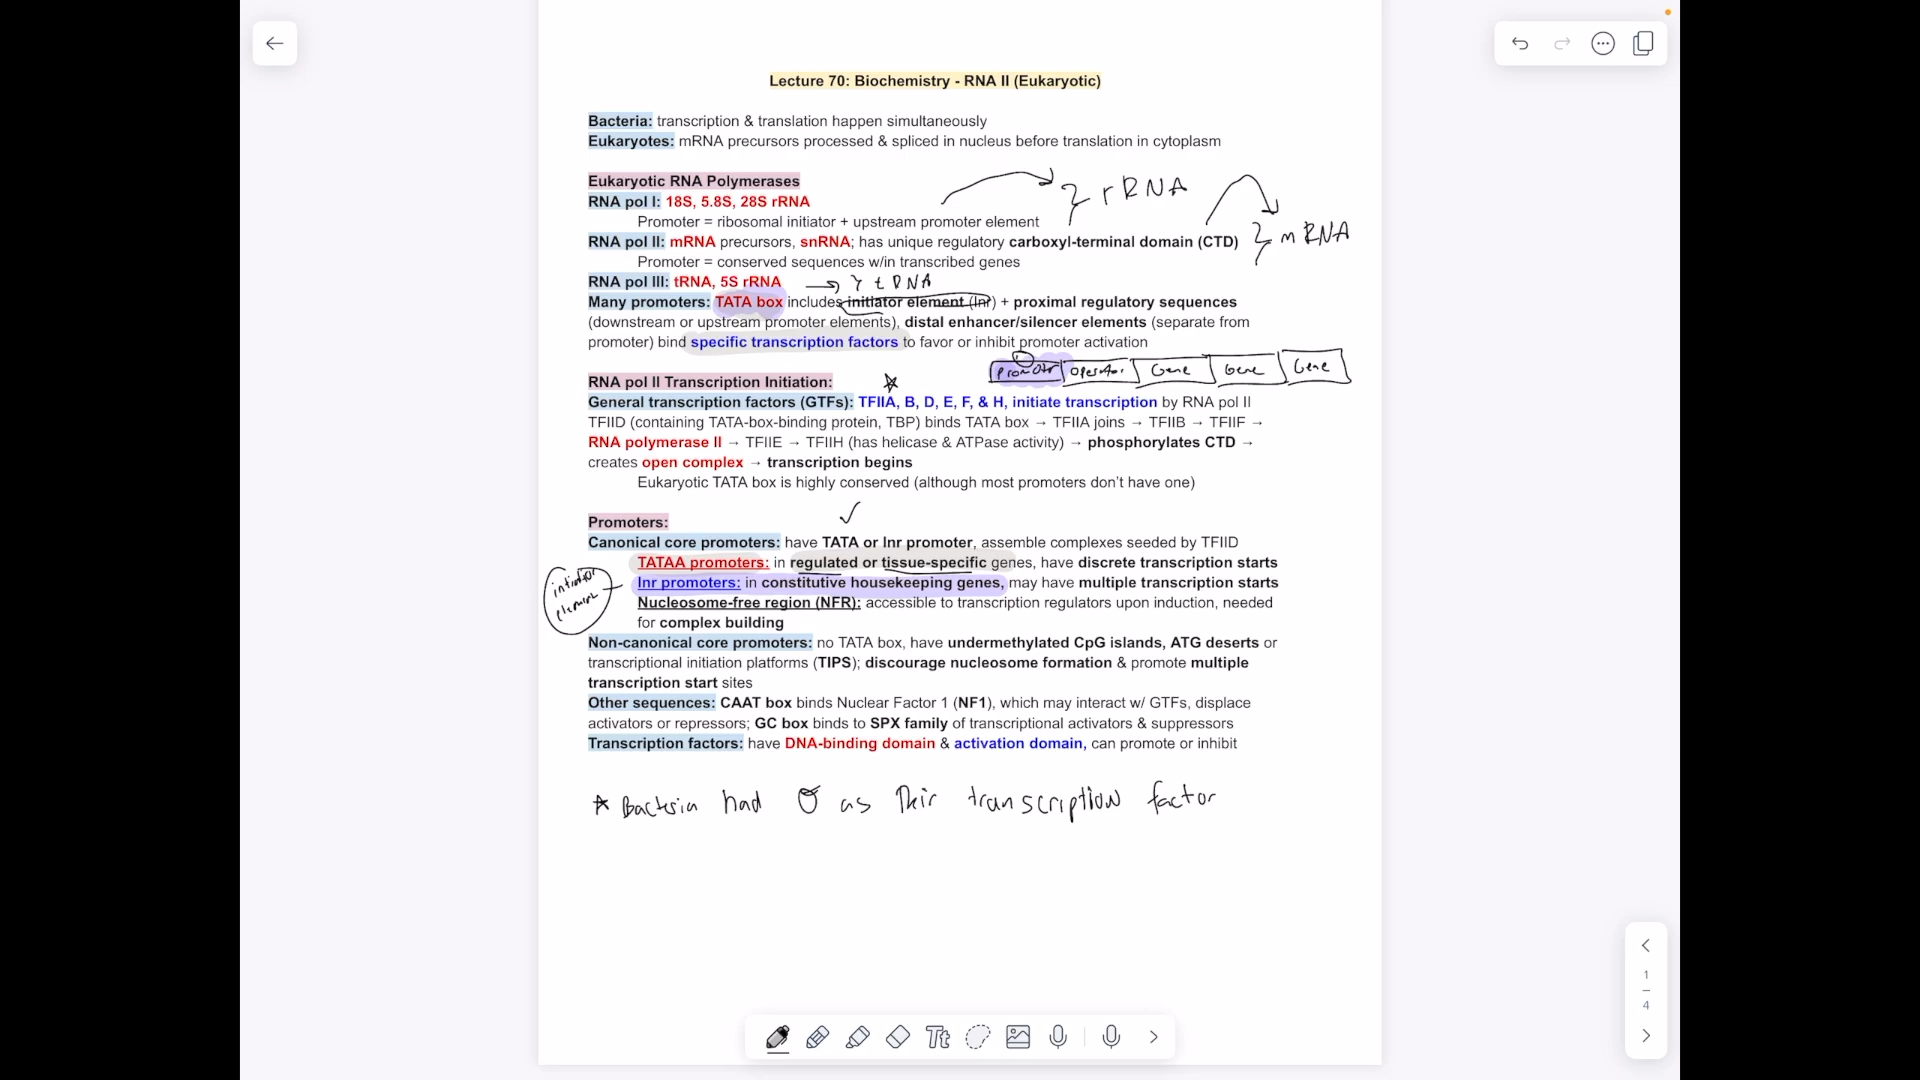 Lecture 70: Biochemistry - RNA II (Eukaryotic)
Bacteria: transcription & translation happen simultaneously
Eukaryotes: mRNA precursors processed & spliced in nucleus before translation in cytoplasm
Eukaryotic RNA Polymerases
RNA pol I: 18S, 5.8S, 28S rRNA
} rRNA
Promoter = ribosomal initiator + upstream promoter element
RNA pol II: mRNA precursors, snRNA; has unique regulatory carboxyl-terminal domain (CTD)
} mRNA
Promoter = conserved sequences w/in transcribed genes
RNA pol III: tRNA, 5S rRNA → } tRNA
Many promoters: TATA box includes initiator element (Inr) + proximal regulatory sequences
(downstream or upstream promoter elements), distal enhancer/silencer elements (separate from
promoter) bind specific transcription factors to favor or inhibit promoter activation
Promotr Operator Gene Gene Gene
RNA pol II Transcription Initiation: ☆
General transcription factors (GTFs): TFIIA, B, D, E, F, & H, initiate transcription by RNA pol II
TFIID (containing TATA-box-binding protein, TBP) binds TATA box → TFIIA joins → TFIIB → TFIIF →
RNA polymerase II → TFIIE → TFIIH (has helicase & ATPase activity) → phosphorylates CTD →
creates open complex → transcription begins
Eukaryotic TATA box is highly conserved (although most promoters don't have one)
Promoters: ✓
Canonical core promoters: have TATA or Inr promoter, assemble complexes seeded by TFIID
TATAA promoters: in regulated or tissue-specific genes, have discrete transcription starts
initiator
element
Inr promoters: in constitutive housekeeping genes, may have multiple transcription starts
Nucleosome-free region (NFR): accessible to transcription regulators upon induction, needed
for complex building
Non-canonical core promoters: no TATA box, have undermethylated CpG islands, ATG deserts or
transcriptional initiation platforms (TIPS); discourage nucleosome formation & promote multiple
transcription start sites
Other sequences: CAAT box binds Nuclear Factor 1 (NF1), which may interact w/ GTFs, displace
activators or repressors; GC box binds to SPX family of transcriptional activators & suppressors
Transcription factors: have DNA-binding domain & activation domain, can promote or inhibit
☆ Bacteria had σ as their transcription factor
1
4
Tt